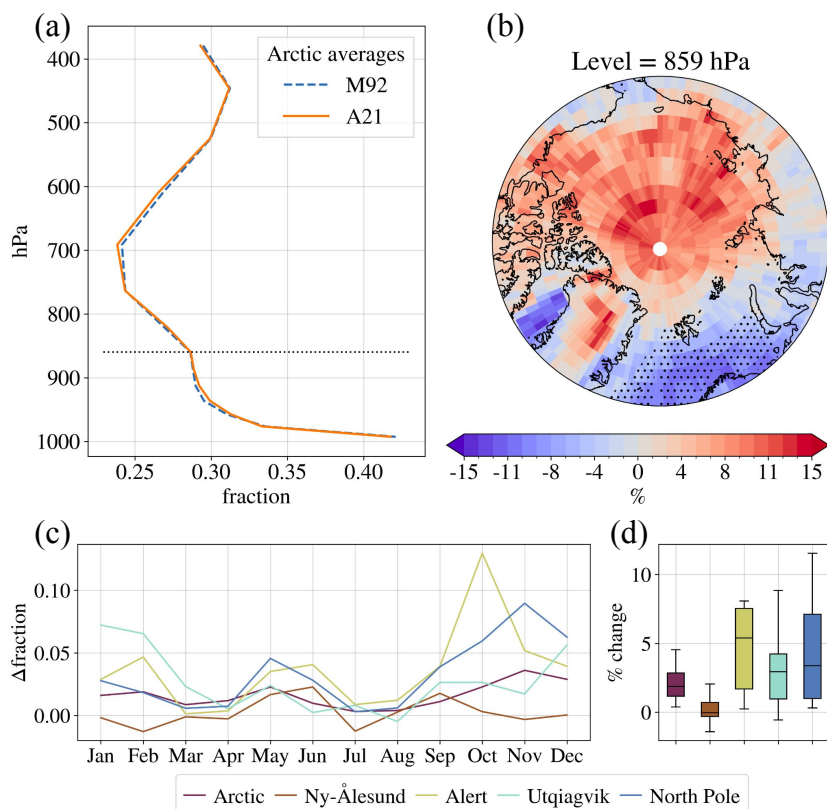 (a)
400
500
600
700
800
900
1000
hPa
Arctic averages
M92
A21
0.25 0.30 0.35 0.40
fraction
(b)
Level = 859 hPa
-15 -11 -8 -4 0 4 8 11 15
%
(c)
0.10
0.05
0.00
Δfraction
Jan Feb Mar Apr May Jun Jul Aug Sep Oct Nov Dec
(d)
10
5
0
% change
Arctic Ny-Ålesund Alert Utqiagvik North Pole